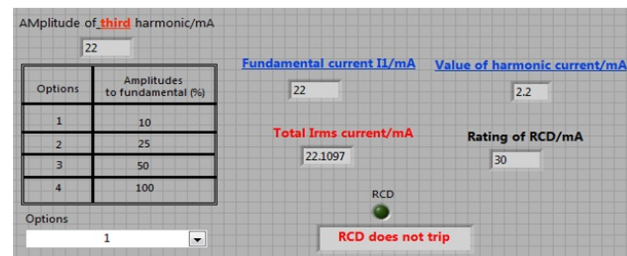 AMplitude of third harmonic/mA
22
Options Amplitudes to fundamental (%)
1 10
2 25
3 50
4 100
Options
1
Fundamental current I1/mA
22
Value of harmonic current/mA
2.2
Total Irms current/mA
22.1097
Rating of RCD/mA
30
RCD
RCD does not trip